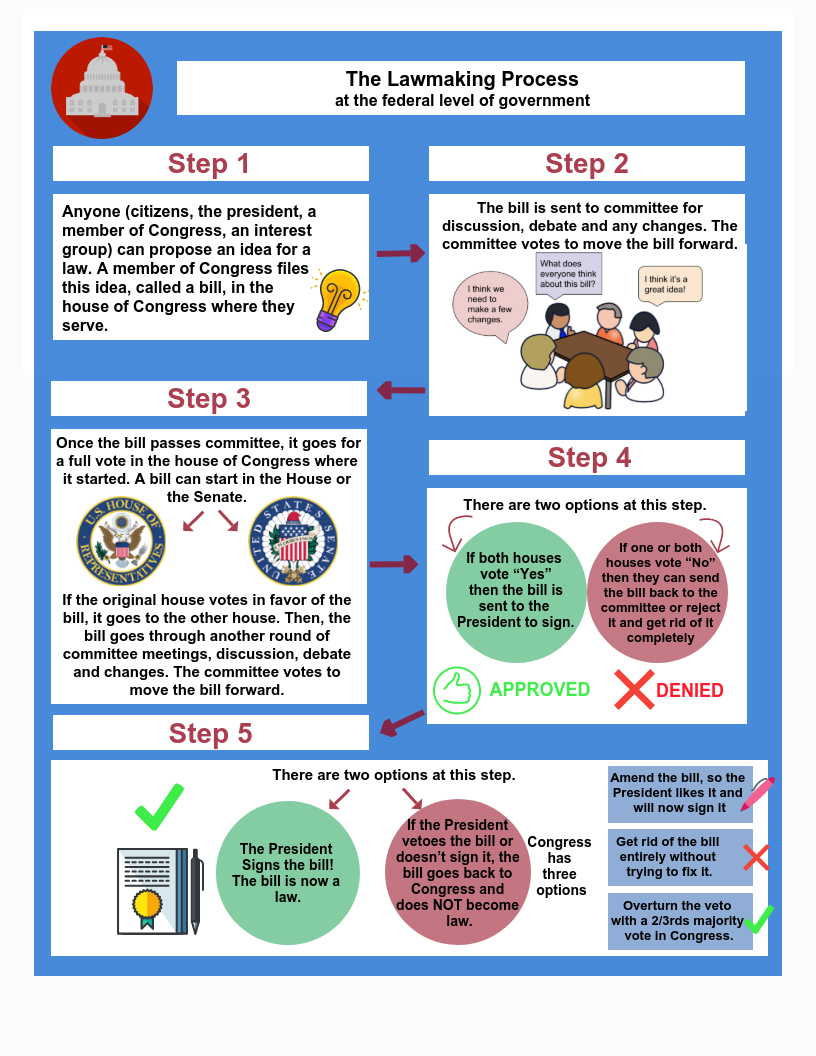 The Lawmaking Process
at the federal level of government
Step 1
Anyone (citizens, the president, a
member of Congress, an interest
group) can propose an idea for a
law. A member of Congress files
this idea, called a bill, in the
house of Congress where they
serve.
Step 2
The bill is sent to committee for
discussion, debate and any changes. The
committee votes to move the bill forward.
I think we
need to
make a few
changes.
What does
everyone think
about this bill?
I think it's a
great idea!
Step 3
Once the bill passes committee, it goes for
a full vote in the house of Congress where
it started. A bill can start in the House or
the Senate.
U.S. HOUSE OF
REPRESENTATIVES
UNITED STATES SENATE
If the original house votes in favor of the
bill, it goes to the other house. Then, the
bill goes through another round of
committee meetings, discussion, debate
and changes. The committee votes to
move the bill forward.
Step 4
There are two options at this step.
If both houses
vote “Yes”
then the bill is
sent to the
President to sign.
If one or both
houses vote “No”
then they can send
the bill back to the
committee or reject
it and get rid of it
completely
APPROVED
DENIED
Step 5
There are two options at this step.
The President
Signs the bill!
The bill is now a
law.
If the President
vetoes the bill or
doesn’t sign it, the
bill goes back to
Congress and
does NOT become
law.
Congress
has
three
options
Amend the bill, so the
President likes it and
will now sign it
Get rid of the bill
entirely without
trying to fix it.
Overturn the veto
with a 2/3rds majority
vote in Congress.